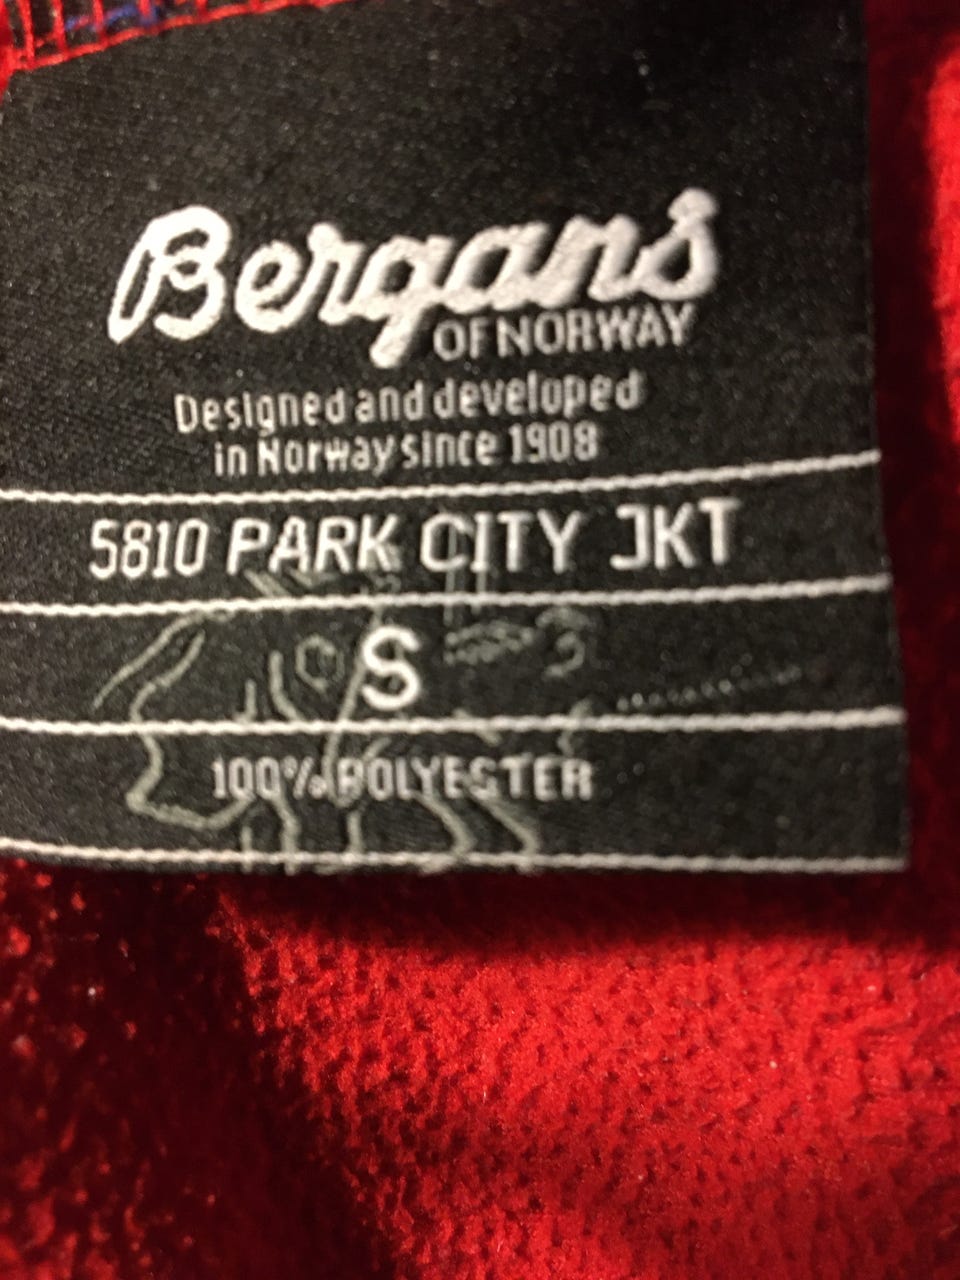 Bergans
OF NORWAY
Designed and developed
in Norway since 1908
5810 PARK CITY JKT
S
100% POLYESTER